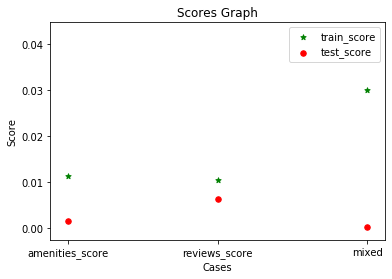 Scores Graph
train_score
test_score
Score
0.04
0.03
0.02
0.01
0.00
amenities_score
reviews_score
mixed
Cases